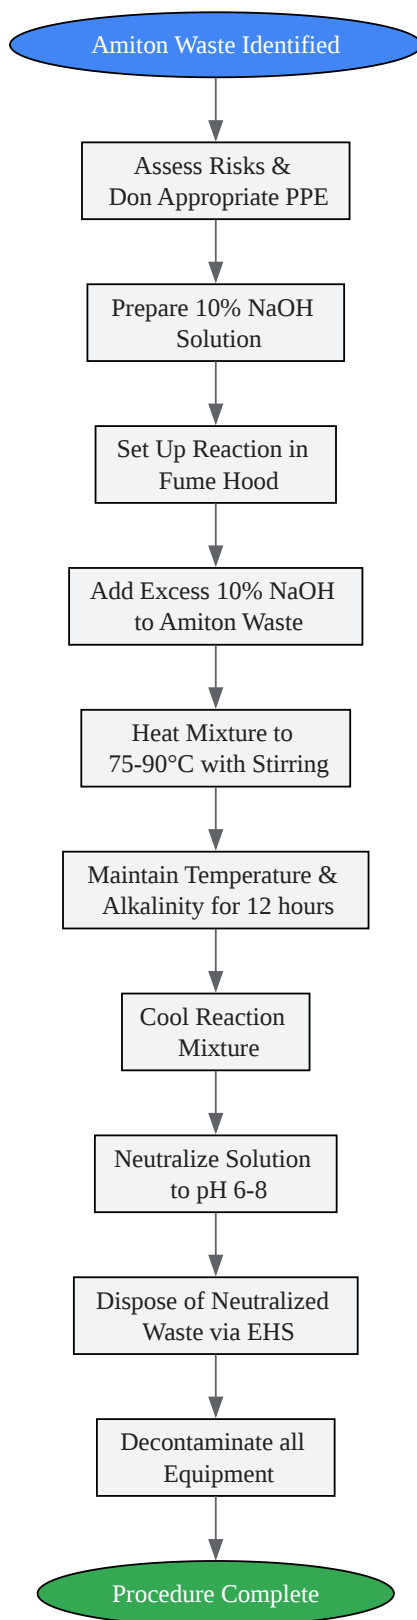 Amiton Waste Identified
Assess Risks &
Don Appropriate PPE
Prepare 10% NaOH
Solution
Set Up Reaction in
Fume Hood
Add Excess 10% NaOH
to Amiton Waste
Heat Mixture to
75-90°C with Stirring
Maintain Temperature &
Alkalinity for 12 hours
Cool Reaction
Mixture
Neutralize Solution
to pH 6-8
Dispose of Neutralized
Waste via EHS
Decontaminate all
Equipment
Procedure Complete